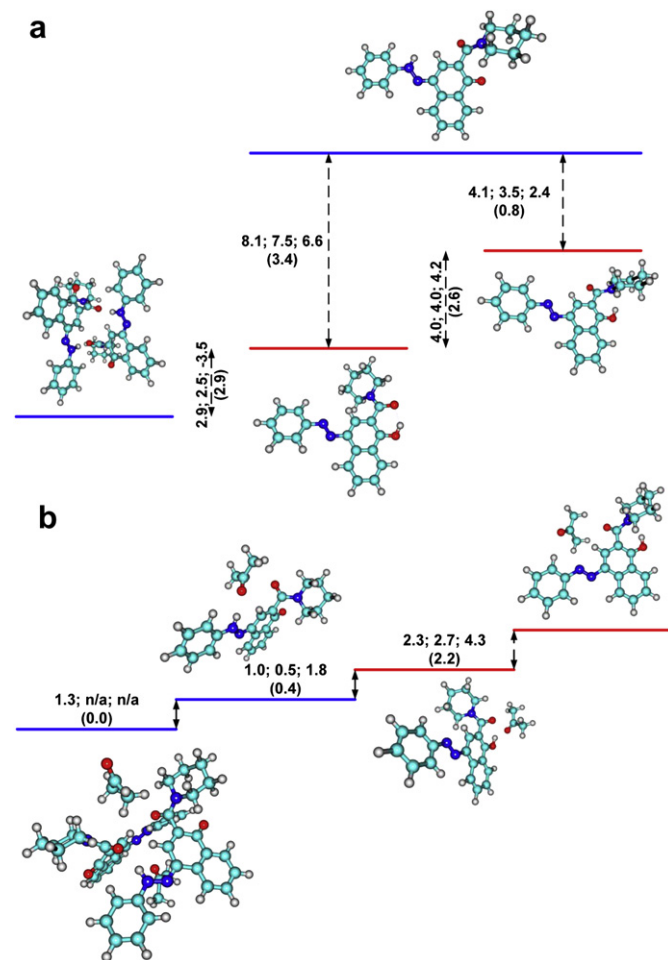 a
4.1; 3.5; 2.4
(0.8)
8.1; 7.5; 6.6
(3.4)
4.0; 4.0; 4.2
(2.6)
2.9; 2.5; -3.5
(2.9)
b
2.3; 2.7; 4.3
(2.2)
1.0; 0.5; 1.8
(0.4)
1.3; n/a; n/a
(0.0)